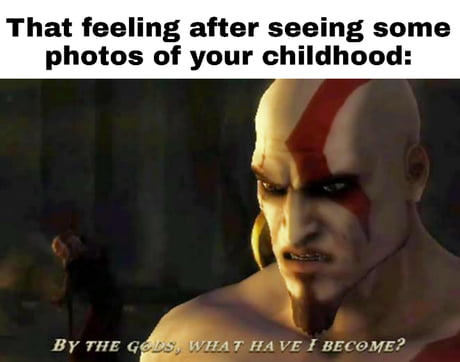 That feeling after seeing some
photos of your childhood:
BY THE GODS, WHAT HAVE I BECOME?